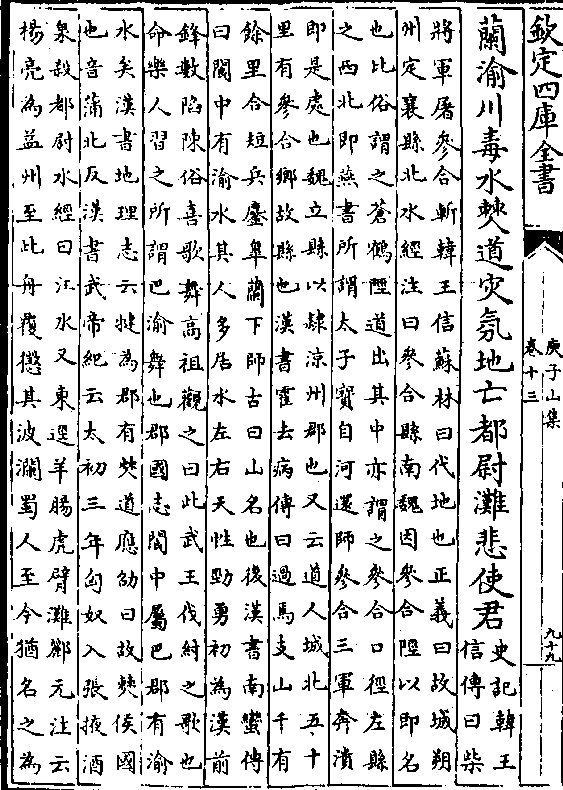 欽定四庫全書
庚子山集
卷十三
九十九
蘭渝川毒水僰道灾氛地亡都尉灘悲使君
史記韓王
信傳曰柴
將軍屠參合斬韓王信蘇林曰代地也正義曰故城朔
州定襄縣北水經注曰參合縣南魏因參合陘以即名
也比俗謂之蒼鶴陘道出其中亦謂之參合口徑在縣
之西北即燕書所謂太子寳自河還師參合三軍奔潰
即是處也魏立縣以隷涼州郡也又云道人城北五十
里有參合鄉故縣也漢書霍去病傳曰過馬支山千有
餘里合短兵鏖臯蘭下師古曰山名也後漢書南蠻傳
曰閬中有渝水其人多居水左右天性勁勇初為漢前
鋒數陷陳俗喜歌舞高祖觀之曰此武王伐紂之歌也
命樂人習之所謂巴渝舞也郡國志閬中屬巴郡有渝
水矣漢書地理志云犍為郡有僰道應劭曰故僰侯國
也音蒲北反漢書武帝紀云太初三年匈奴入張掖酒
泉殺都尉水經曰江水又東逕羊腸虎臂灘酈元注云
楊亮為益州至此舟覆懲其波瀾蜀人至今猶名之為